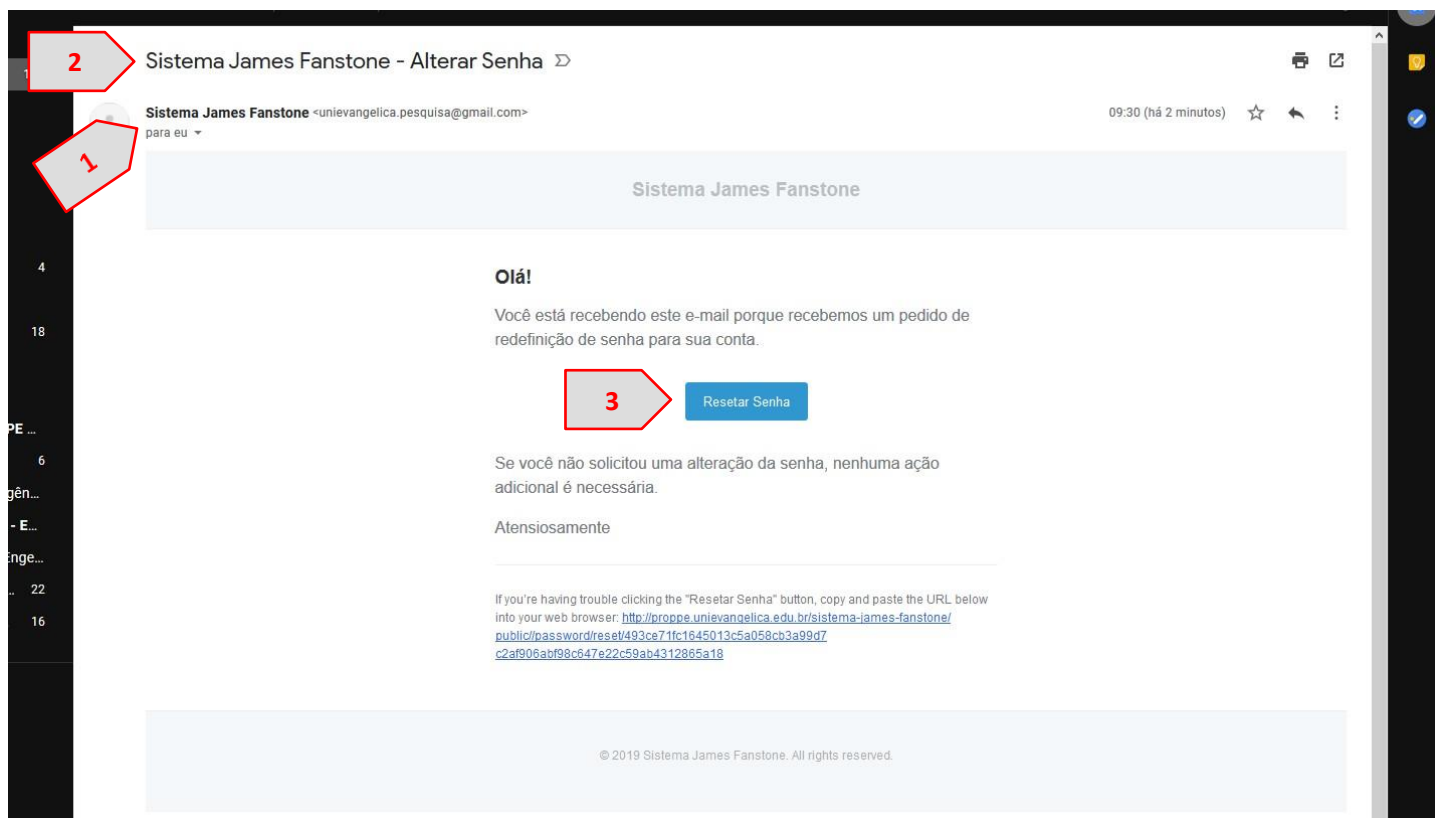 2
Sistema James Fanstone - Alterar Senha
1
Sistema James Fanstone <unievangelica.pesquisa@gmail.com>
09:30 (há 2 minutos)
para eu
1
Sistema James Fanstone
4
Olá!
Você está recebendo este e-mail porque recebemos um pedido de
18
redefinição de senha para sua conta.
3
Resetar Senha
PE ...
6
Se você não solicitou uma alteração da senha, nenhuma ação
adicional é necessária.
gên...
- E...
Atensiosamente
Enge...
.. 22
If you're having trouble clicking the "Resetar Senha" button, copy and paste the URL below
16
into your web browser: http://proppe.unievangelica.edu.br/sistema-james-fanstone/
public//password/reset/493ce71fc1645013c5a058cb3a99d7
c2af906abf98c647e22c59ab4312865a18
© 2019 Sistema James Fanstone. All rights reserved.